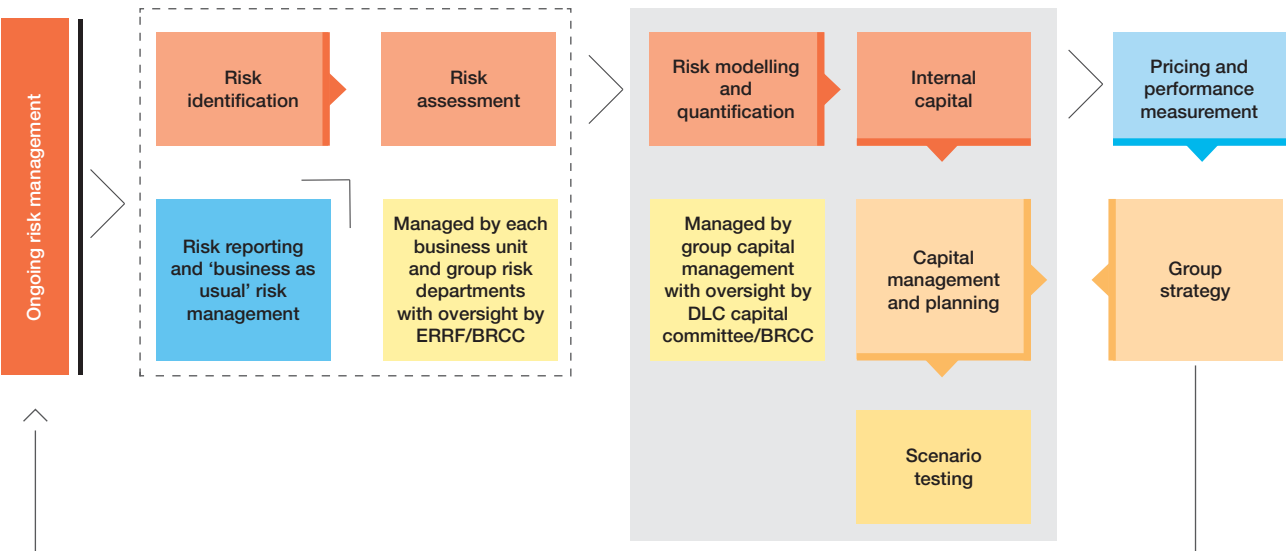 Ongoing risk management
Risk
identification
Risk
assessment
Risk modelling
and
quantification
Internal
capital
Pricing and
performance
measurement
Risk reporting
and ‘business as
usual’ risk
management
Managed by each
business unit
and group risk
departments
with oversight by
ERRF/BRCC
Managed by
group capital
management
with oversight by
DLC capital
committee/BRCC
Capital
management
and planning
Group
strategy
Scenario
testing